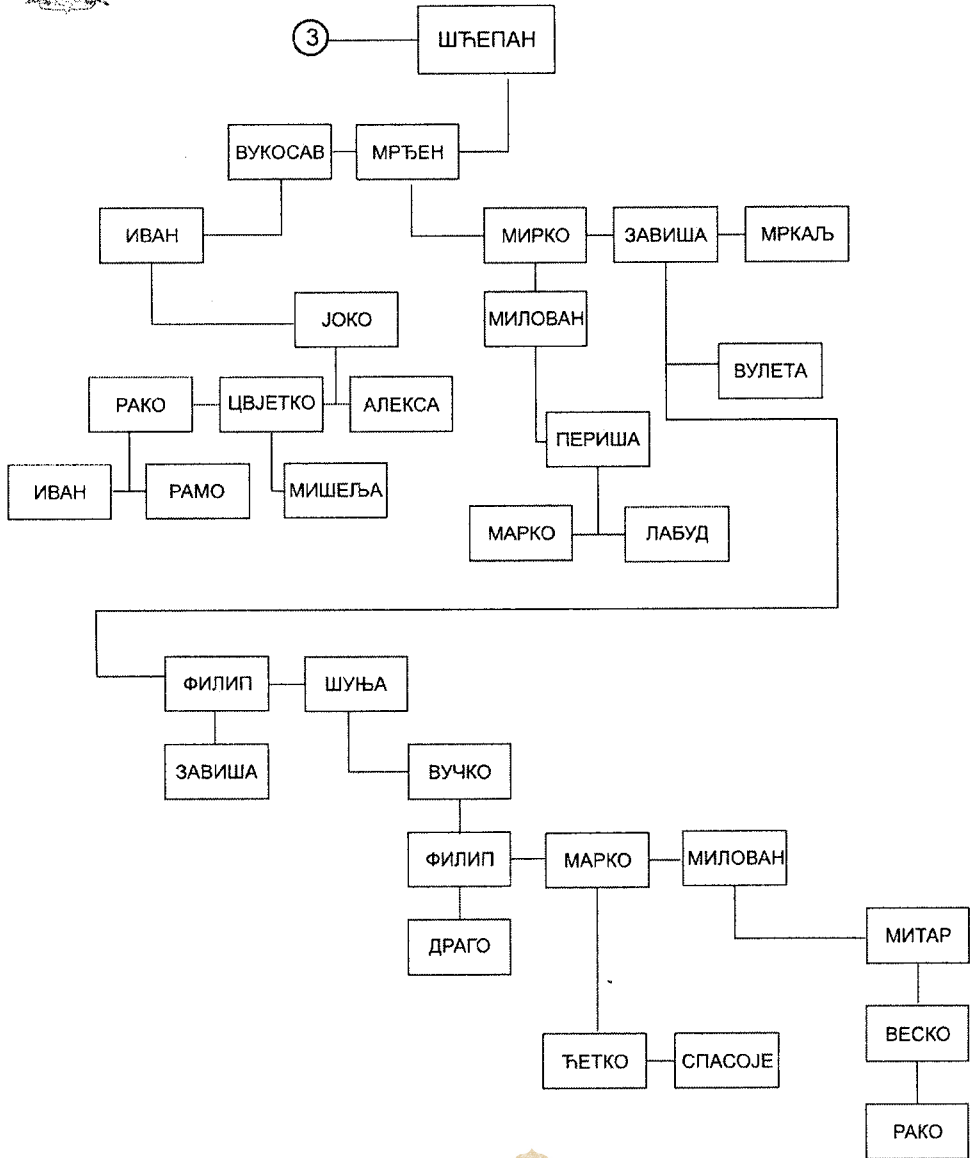 3
ШЋЕПАН
ВУКОСАВ
МРЂЕН
ИВАН
МИРКО
ЗАВИША
МРКАЉ
ЈОКО
МИЛОВАН
ВУЛЕТА
РАКО
ЦВЈЕТКО
АЛЕКСА
ПЕРИША
ИВАН
РАМО
МИШЕЉА
МАРКО
ЛАБУД
ФИЛИП
ШУЊА
ЗАВИША
ВУЧКО
ФИЛИП
МАРКО
МИЛОВАН
ДРАГО
МИТАР
ЋЕТКО
СПАСОЈЕ
ВЕСКО
РАКО